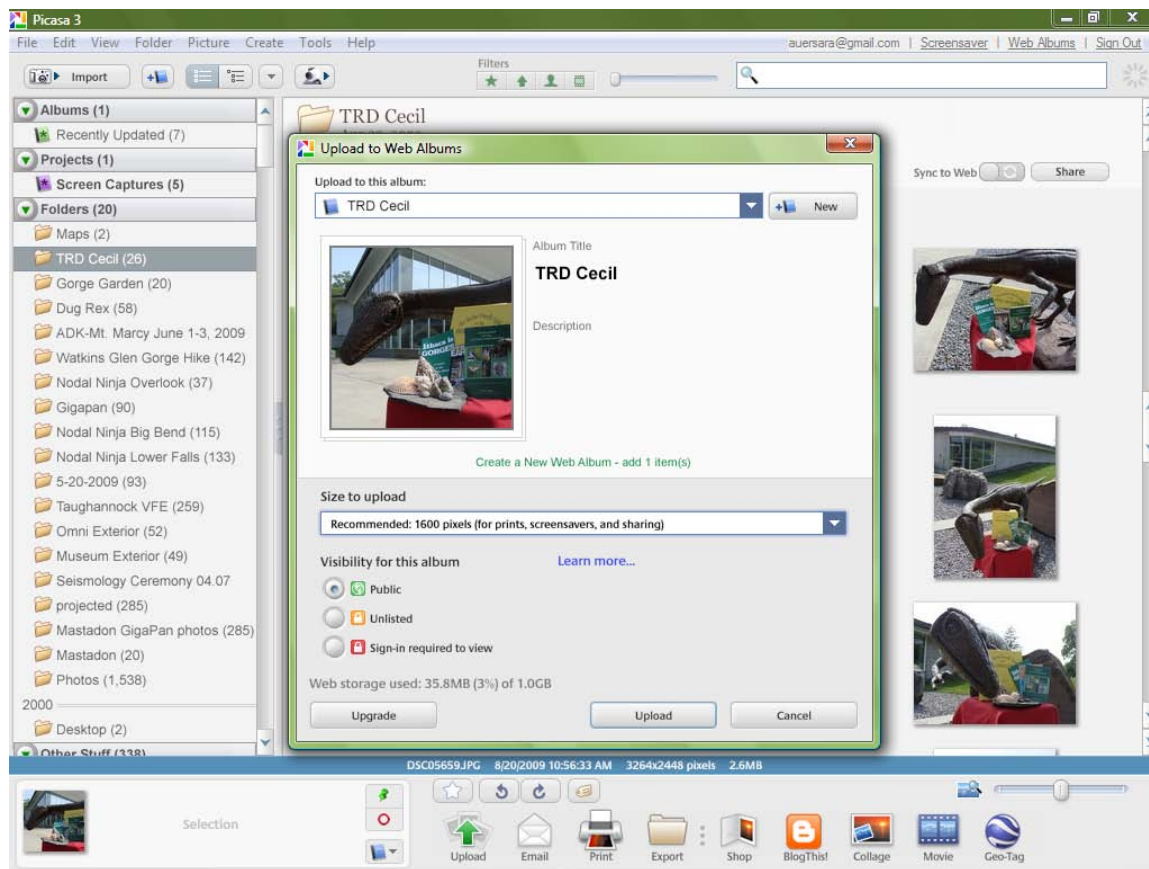 Picasa 3
File Edit View Folder Picture Create Tools Help
auersara@gmail.com | Screensaver | Web Albums | Sign Out
Import
Filters
Albums (1)
Recently Updated (7)
Projects (1)
Screen Captures (5)
Folders (20)
Maps (2)
TRD Cecil (26)
Gorge Garden (20)
Dug Rex (58)
ADK-Mt. Marcy June 1-3, 2009
Watkins Glen Gorge Hike (142)
Nodal Ninja Overlook (37)
Gigapan (90)
Nodal Ninja Big Bend (115)
Nodal Ninja Lower Falls (133)
5-20-2009 (93)
Taughannock VFE (259)
Omni Exterior (52)
Museum Exterior (49)
Seismology Ceremony 04.07
projected (285)
Mastadon GigaPan photos (285)
Mastadon (20)
Photos (1,538)
2000
Desktop (2)
Other Stuff (338)
TRD Cecil
Sync to Web
Share
Upload to Web Albums
Upload to this album:
TRD Cecil
New
Album Title
TRD Cecil
Description
Ithaca is
GORGES
Create a New Web Album - add 1 item(s)
Size to upload
Recommended: 1600 pixels (for prints, screensavers, and sharing)
Visibility for this album Learn more...
Public
Unlisted
Sign-in required to view
Web storage used: 35.8MB (3%) of 1.0GB
Upgrade Upload Cancel
DSC05659.JPG 8/20/2009 10:56:33 AM 3264x2448 pixels 2.6MB
Selection
Upload Email Print Export Shop BlogThis! Collage Movie Geo-Tag